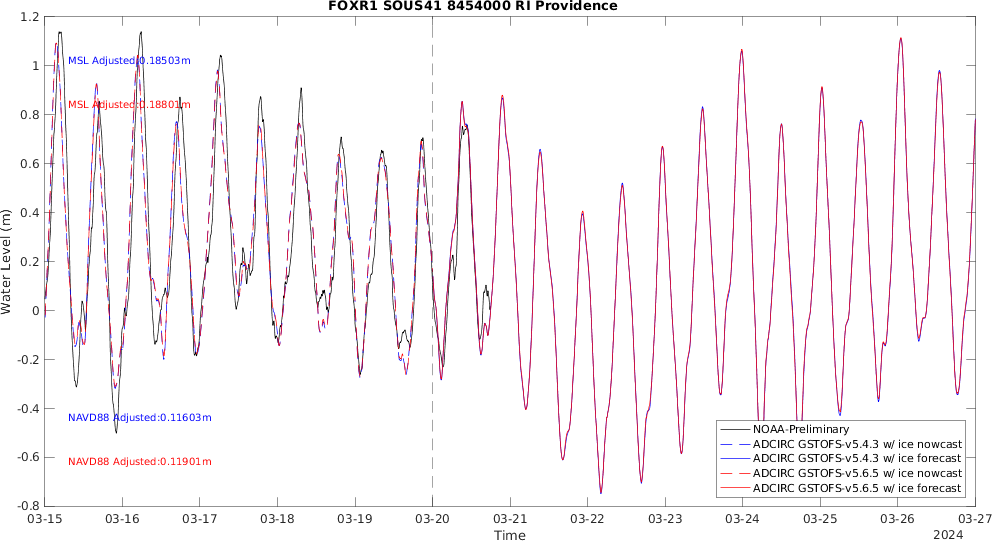 FOXR1 SOUS41 8454000 RI Providence
1.2
1
0.8
0.6
0.4
0.2
0
-0.2
-0.4
-0.6
-0.8
Water Level (m)
MSL Adjusted:0.18503m
MSL Adjusted:0.18801m
NAVD88 Adjusted:0.11603m
NAVD88 Adjusted:0.11901m
NOAA-Preliminary
ADCIRC GSTOFS-v5.4.3 w/ ice nowcast
ADCIRC GSTOFS-v5.4.3 w/ ice forecast
ADCIRC GSTOFS-v5.6.5 w/ ice nowcast
ADCIRC GSTOFS-v5.6.5 w/ ice forecast
03-15 03-16 03-17 03-18 03-19 03-20 03-21 03-22 03-23 03-24 03-25 03-26 03-27
Time
2024